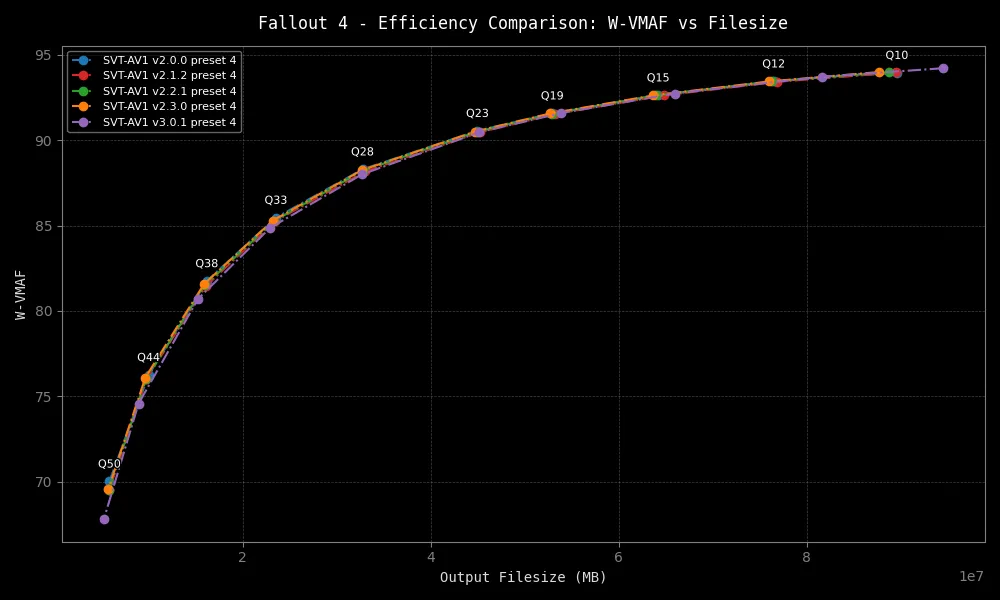 Fallout 4 - Efficiency Comparison: W-VMAF vs Filesize
SVT-AV1 v2.0.0 preset 4
SVT-AV1 v2.1.2 preset 4
SVT-AV1 v2.2.1 preset 4
SVT-AV1 v2.3.0 preset 4
SVT-AV1 v3.0.1 preset 4
95
90
85
80
75
70
W-VMAF
Q10
Q12
Q15
Q19
Q23
Q28
Q33
Q38
Q44
Q50
2
4
6
8
1e7
Output Filesize (MB)